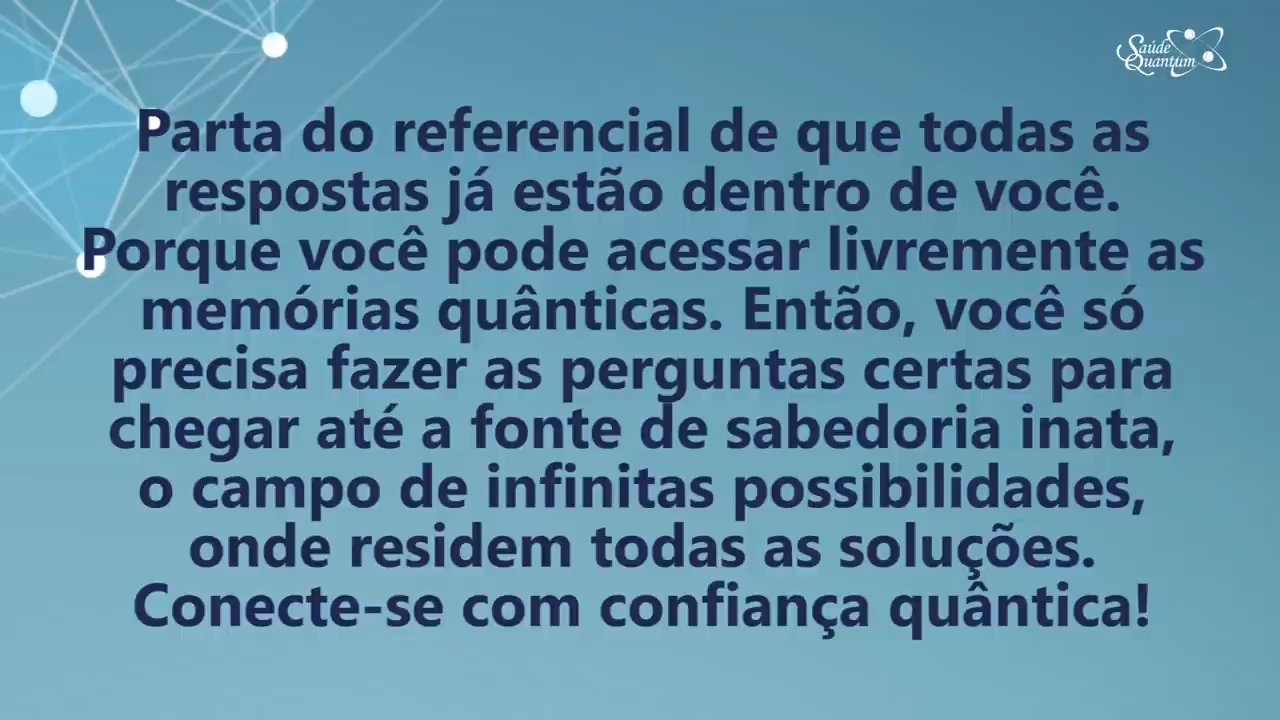 Saúde
Quantum
Parta do referencial de que todas as
respostas já estão dentro de você.
Porque você pode acessar livremente as
memórias quânticas. Então, você só
precisa fazer as perguntas certas para
chegar até a fonte de sabedoria inata,
o campo de infinitas possibilidades,
onde residem todas as soluções.
Conecte-se com confiança quântica!